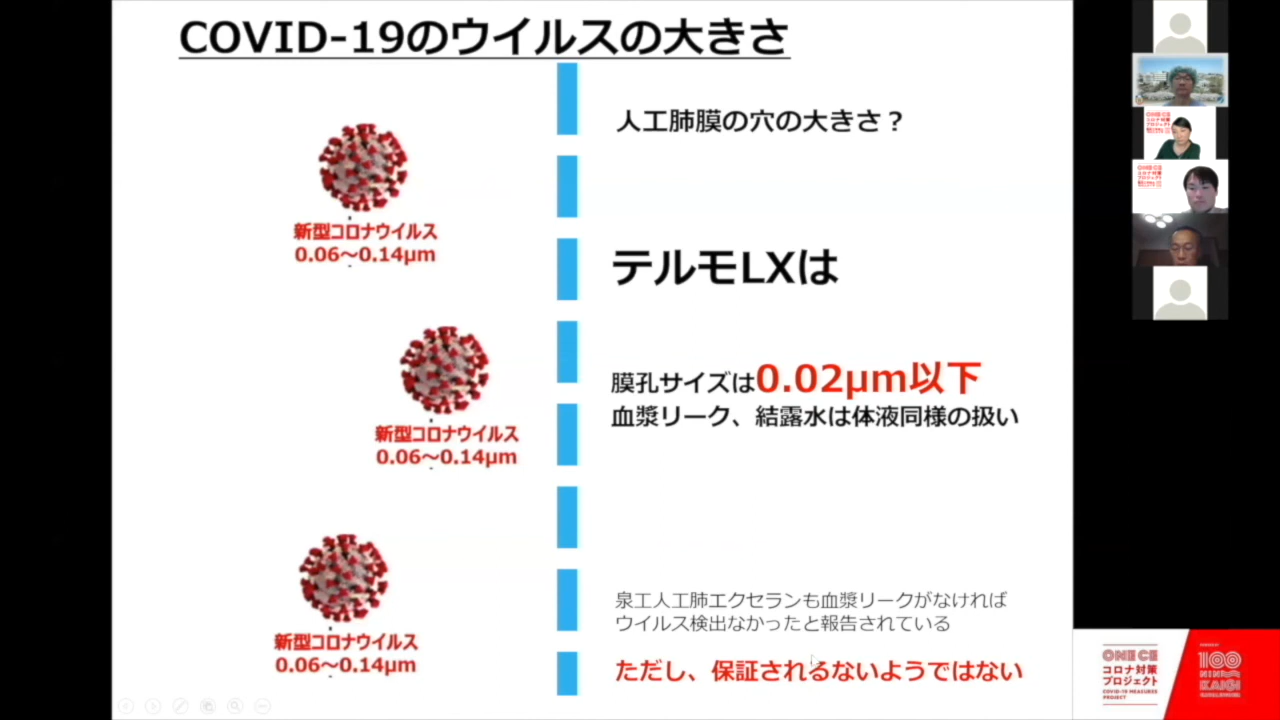 COVID-19のウイルスの大きさ
人工肺膜の穴の大きさ？
新型コロナウイルス
0.06～0.14μm
テルモLXは
新型コロナウイルス
0.06～0.14μm
膜孔サイズは0.02μm以下
血漿リーク、結露水は体液同様の扱い
新型コロナウイルス
0.06～0.14μm
泉工人工肺エクセランも血漿リークがなければ
ウイルス検出なかったと報告されている
ただし、保証されるないようではない
ONE CE
コロナ対策
プロジェクト
COVID-19 MEASURES
PROJECT
100
NIN
KAIGI